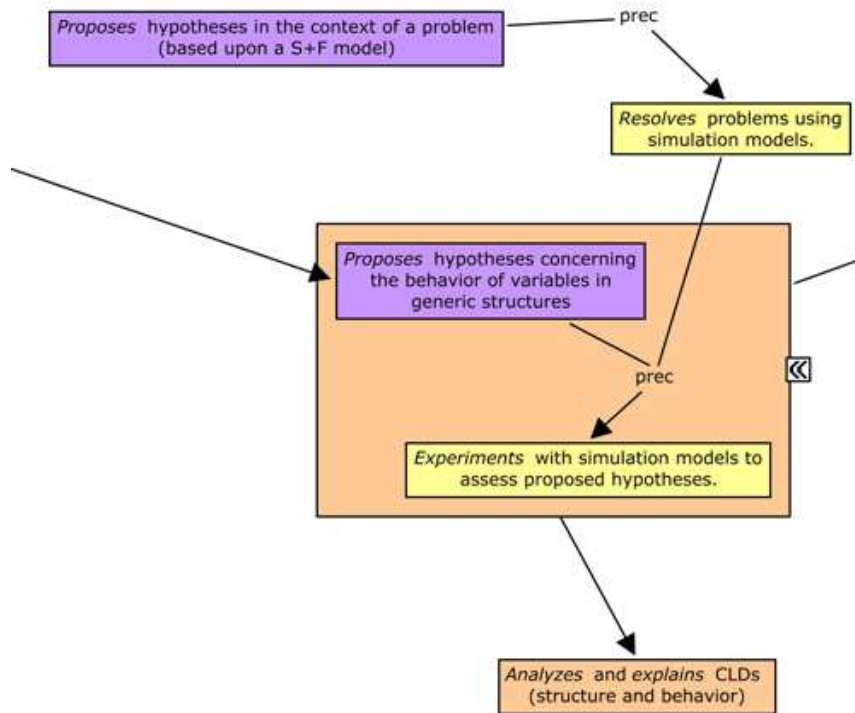 Proposes hypotheses in the context of a problem
(based upon a S+F model)
prec
Resolves problems using
simulation models.
Proposes hypotheses concerning
the behavior of variables in
generic structures
prec
Experiments with simulation models to
assess proposed hypotheses.
Analyzes and explains CLDs
(structure and behavior)